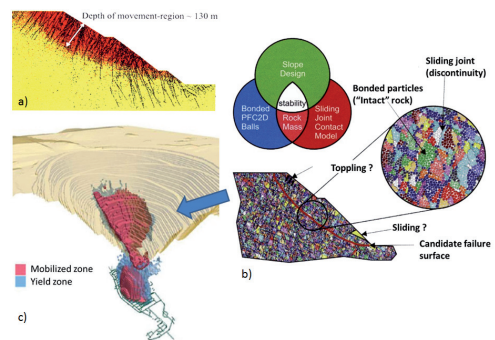 Depth of movement-region ~ 130 m
a)
Slope
Design
stability
Bonded
PFC2D
Balls
Rock
Mass
Sliding
Joint
Contact
Model
Sliding joint
(discontinuity)
Bonded particles
("Intact" rock)
Toppling ?
Sliding ?
Candidate failure
surface
b)
Mobilized zone
Yield zone
c)